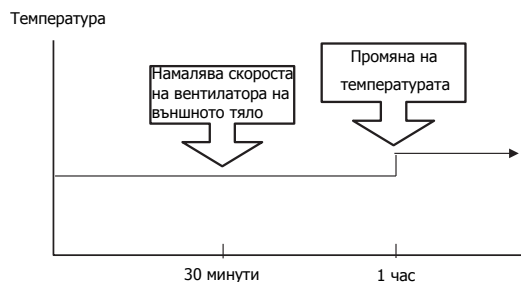 Температура
Намалява скороста
на вентилатора на
външното тяло
Промяна на
температурата
30 минути
1 час